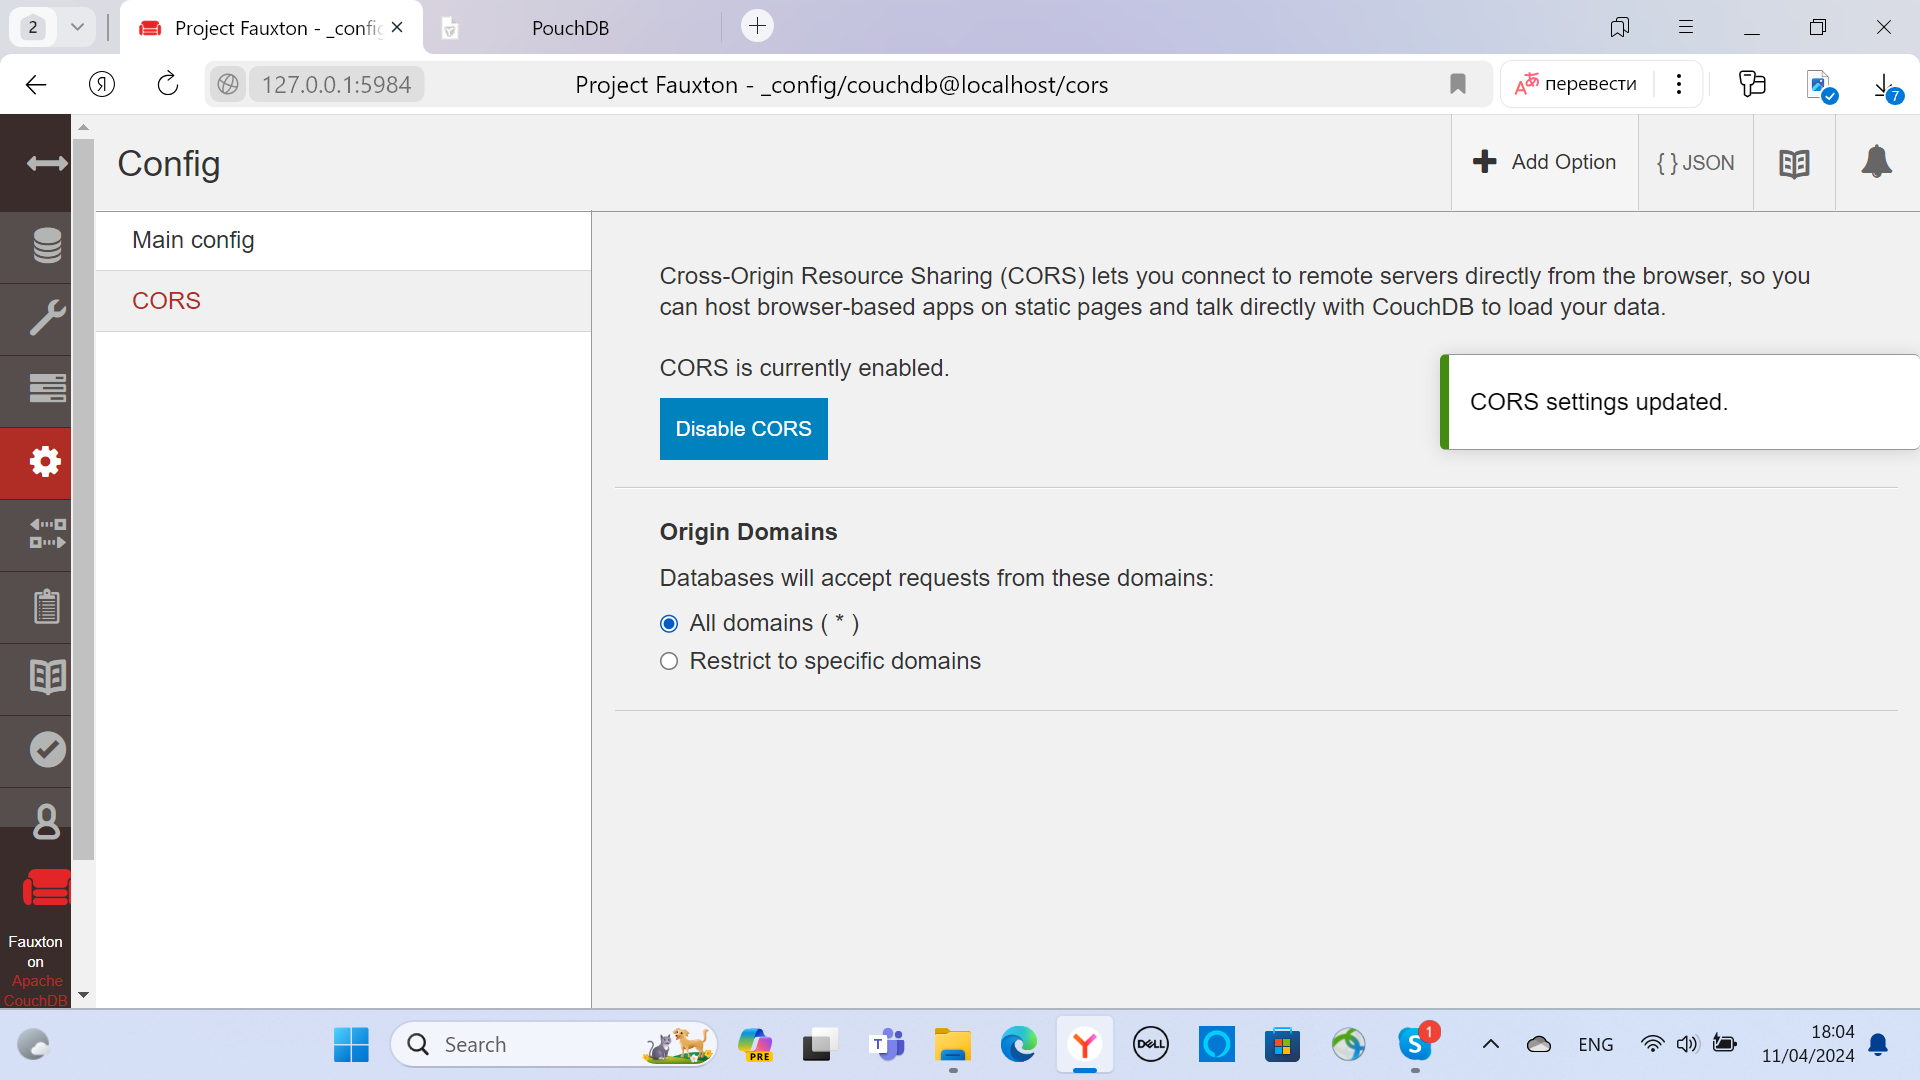 2
Project Fauxton - _config
PouchDB
Я
127.0.0.1:5984
Project Fauxton - _config/couchdb@localhost/cors
Aあ перевести
7
Config
Add Option
{ } JSON
Main config
CORS
Cross-Origin Resource Sharing (CORS) lets you connect to remote servers directly from the browser, so you
can host browser-based apps on static pages and talk directly with CouchDB to load your data.
CORS is currently enabled.
Disable CORS
CORS settings updated.
Origin Domains
Databases will accept requests from these domains:
All domains ( * )
Restrict to specific domains
Fauxton
on
Apache
CouchDB
Search
PRE
T
Y
DELL
S
1
ENG
18:04
11/04/2024